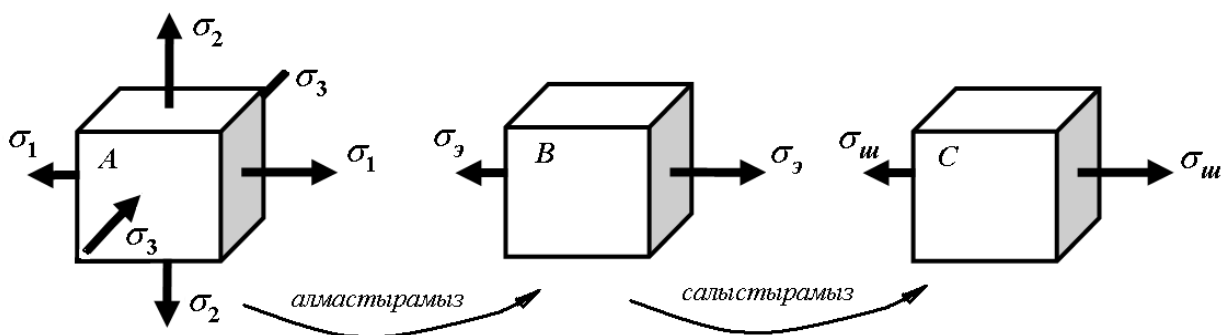 σ₂
σ₃
σ₁ A σ₁
σ₃
σ₂
σэ B σэ
σш C σш
алмастырамыз
салыстырамыз